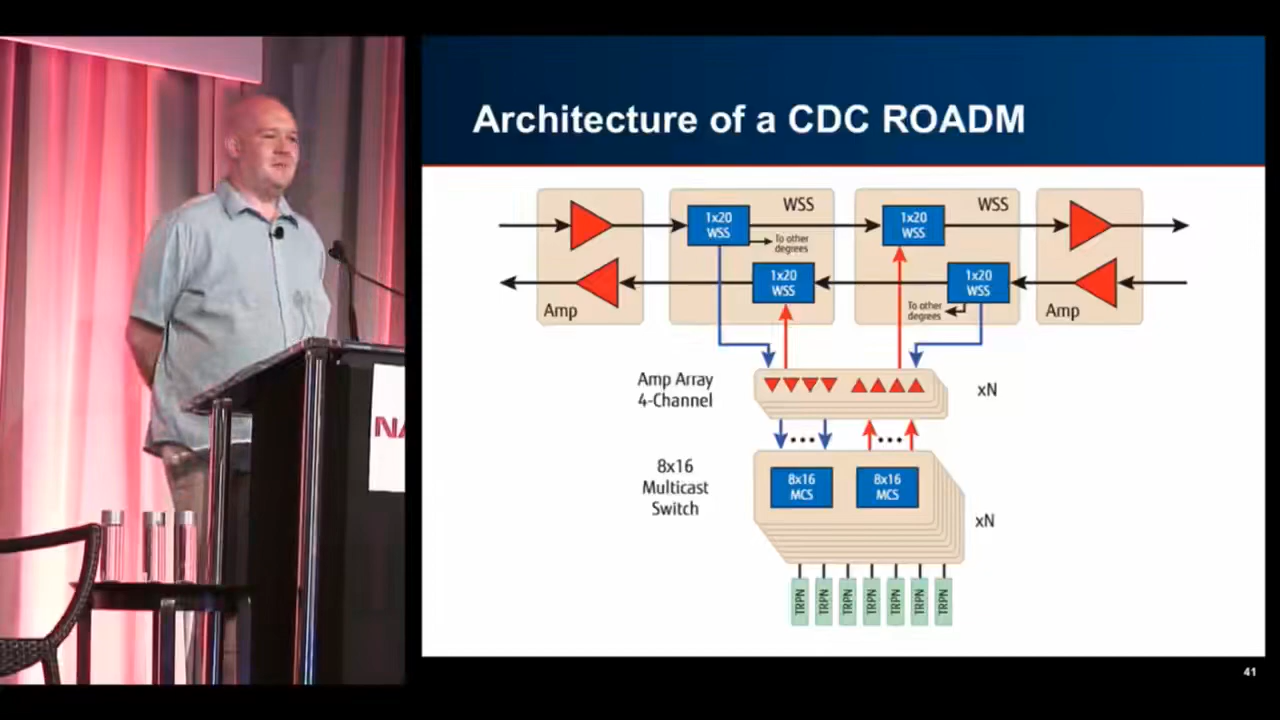 Architecture of a CDC ROADM
WSS
WSS
1x20
WSS
1x20
WSS
To other
degrees
1x20
WSS
1x20
WSS
To other
degrees
Amp
Amp
Amp Array
4-Channel
xN
8x16
Multicast
Switch
8x16
MCS
8x16
MCS
xN
TRPN
TRPN
TRPN
TRPN
TRPN
TRPN
TRPN
NA
41